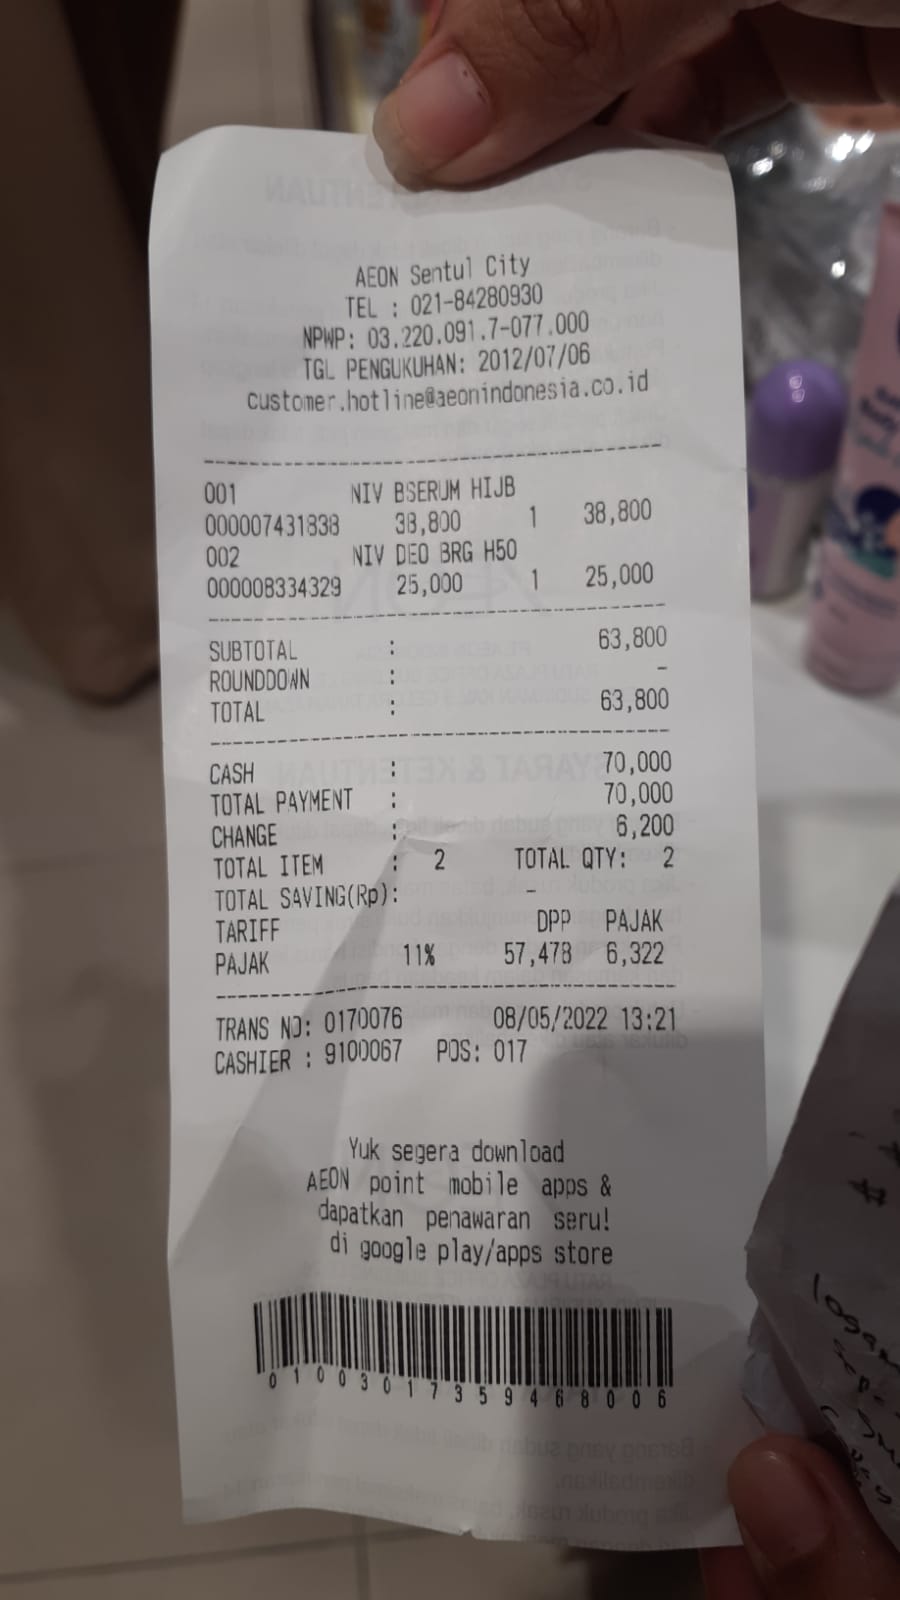 AEON Sentul City
TEL : 021-84280930
NPWP: 03.220.091.7-077.000
TGL PENGUKUHAN: 2012/07/06
customer.hotline@aeonindonesia.co.id
001 NIV BSERUM HIJB
000007431838 38,800 1 38,800
002 NIV DEO BRG H50
000008334329 25,000 1 25,000
SUBTOTAL : 63,800
ROUNDDOWN : -
TOTAL : 63,800
CASH : 70,000
TOTAL PAYMENT : 70,000
CHANGE : 6,200
TOTAL ITEM : 2 TOTAL QTY: 2
TOTAL SAVING(Rp): -
TARIFF DPP PAJAK
PAJAK 11% 57,478 6,322
TRANS NO: 0170076 08/05/2022 13:21
CASHIER : 9100067 POS: 017
Yuk segera download
AEON point mobile apps &
dapatkan penawaran seru!
di google play/apps store
01003017359468006